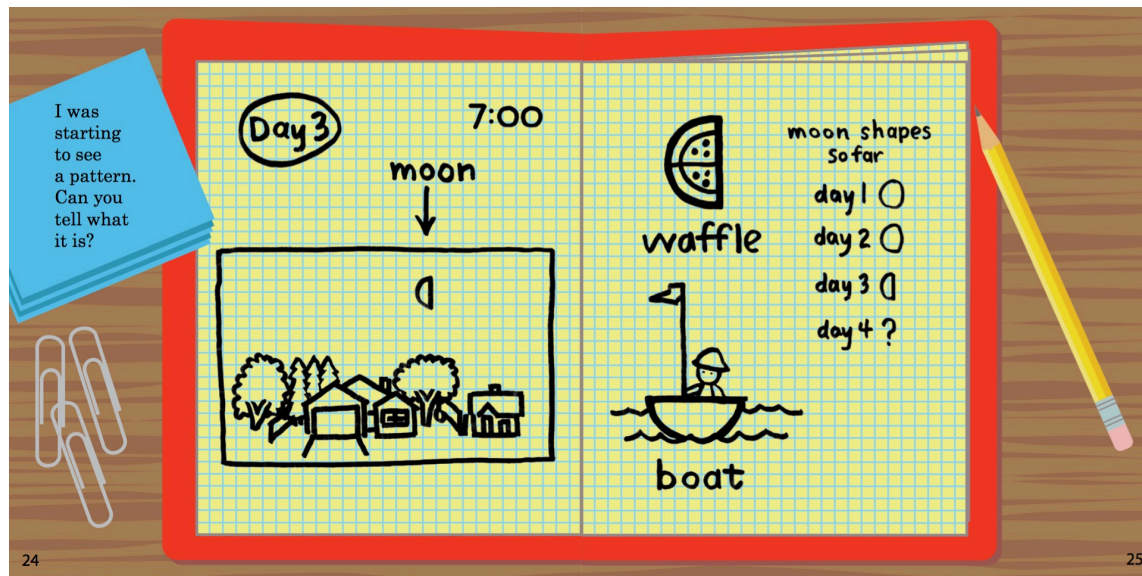 I was
starting
to see
a pattern.
Can you
tell what
it is?
Day 3
7:00
moon
waffle
boat
moon shapes
so far
day 1
day 2
day 3
day 4 ?
24
25